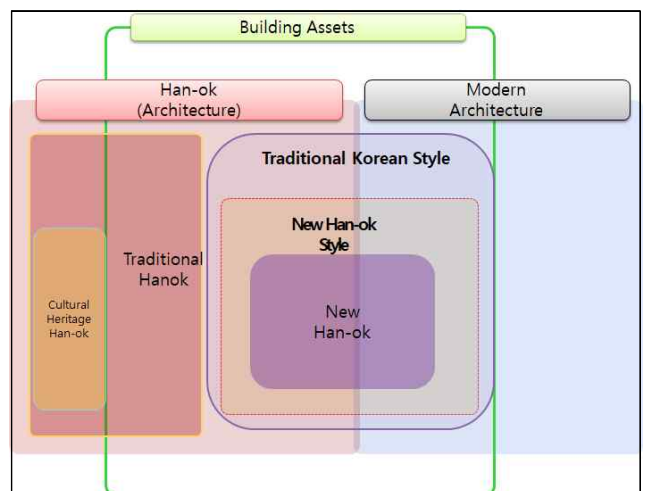 Building Assets
Han-ok
(Architecture)
Modern
Architecture
Traditional Korean Style
New Han-ok
Style
Traditional
Hanok
Cultural
Heritage
Han-ok
New
Han-ok